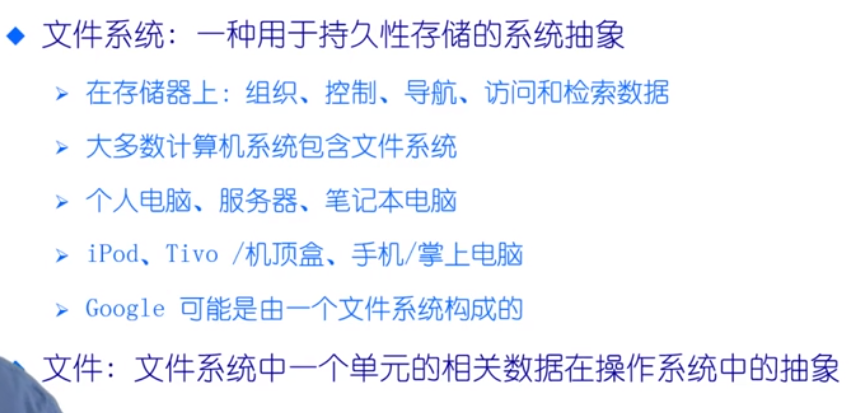 文件系统：一种用于持久性存储的系统抽象
在存储器上：组织、控制、导航、访问和检索数据
大多数计算机系统包含文件系统
个人电脑、服务器、笔记本电脑
iPod、Tivo /机顶盒、手机/掌上电脑
Google 可能是由一个文件系统构成的
文件：文件系统中一个单元的相关数据在操作系统中的抽象